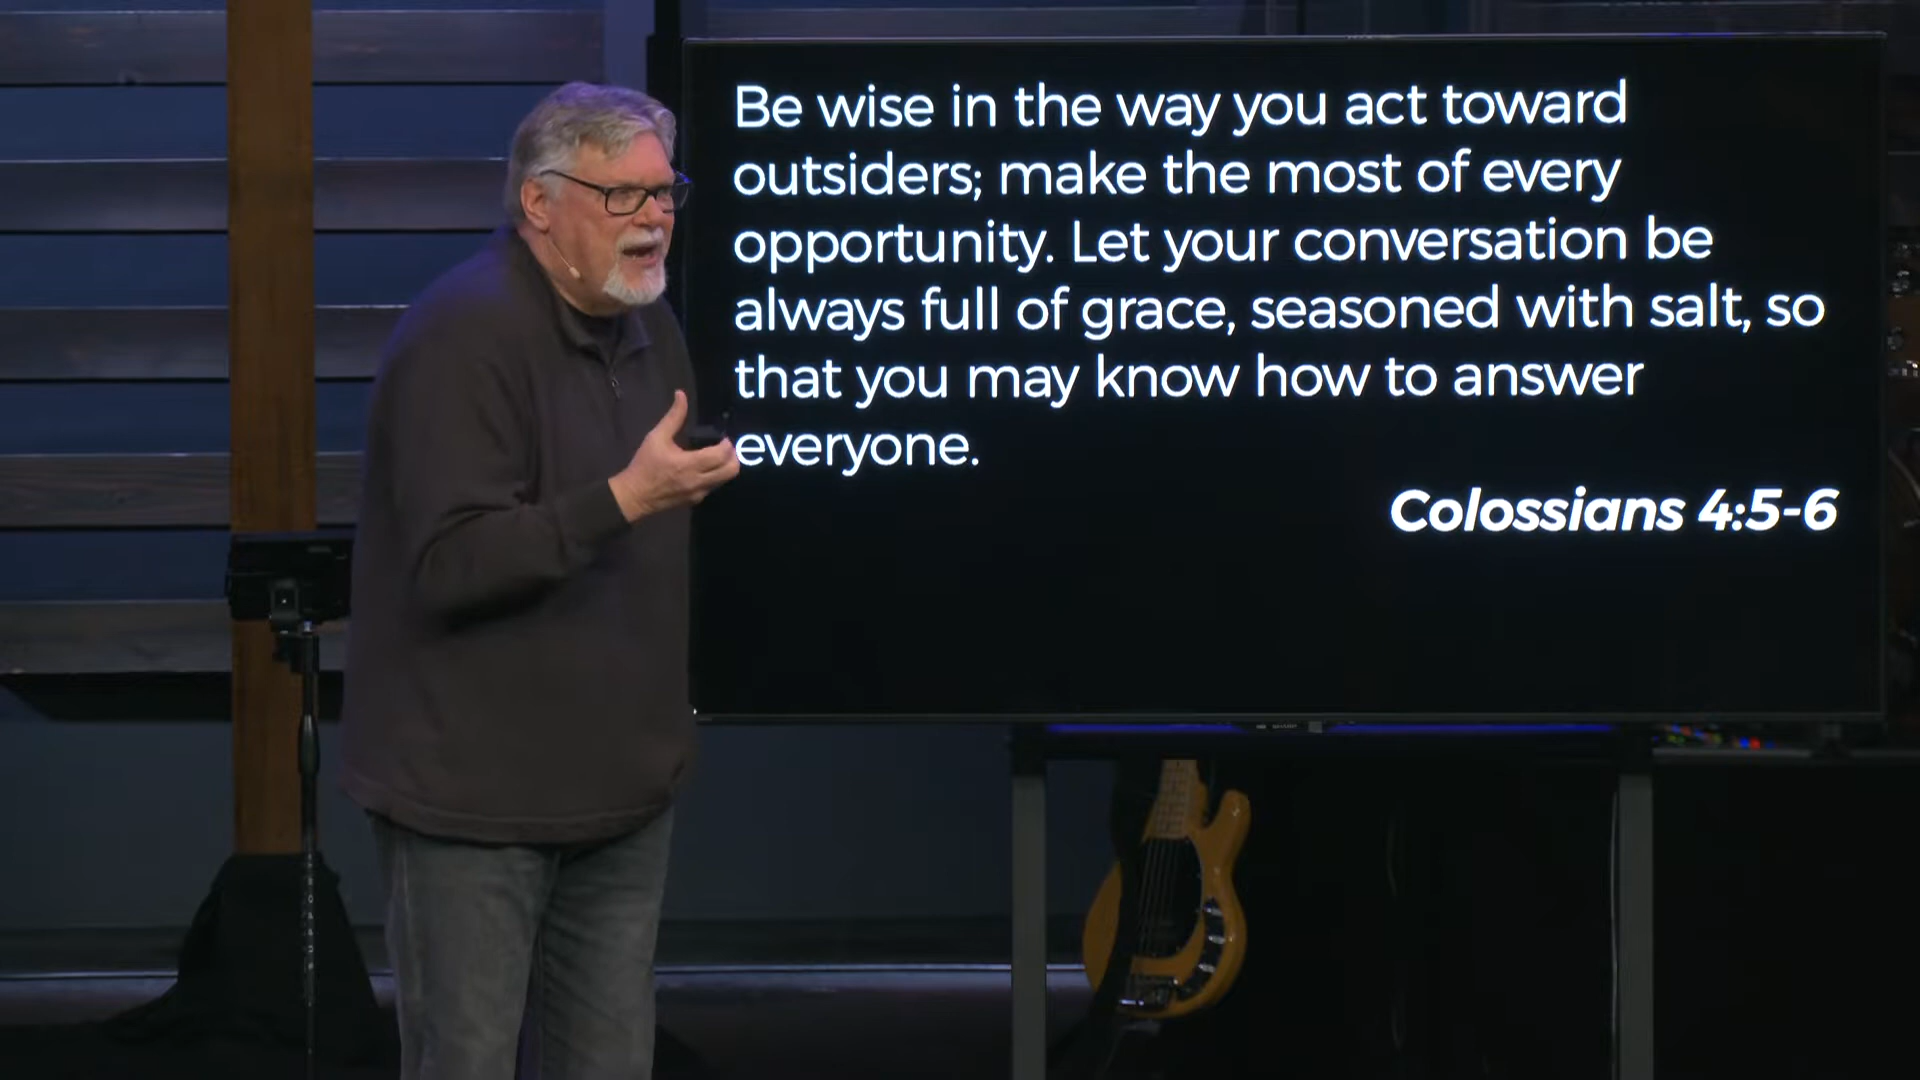 Be wise in the way you act toward
outsiders; make the most of every
opportunity. Let your conversation be
always full of grace, seasoned with salt, so
that you may know how to answer
everyone.
Colossians 4:5-6